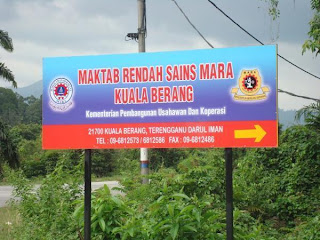 MAKTAB RENDAH SAINS MARA
KUALA BERANG
Kementerian Pembangunan Usahawan Dan Koperasi
21700 KUALA BERANG, TERENGGANU DARUL IMAN
TEL : 09-6812573 / 6812586 FAX : 09-6812486